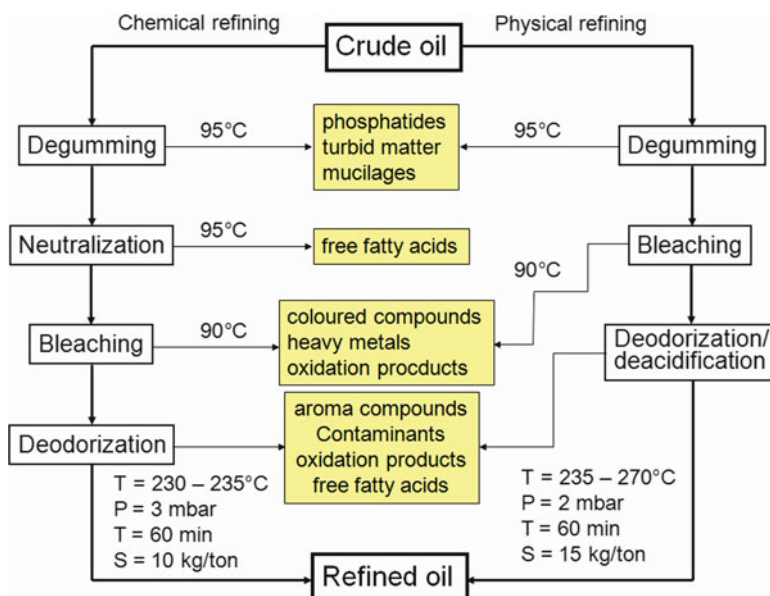 Chemical refining
Crude oil
Physical refining
Degumming
95°C
phosphatides
turbid matter
mucilages
95°C
Degumming
Neutralization
95°C
free fatty acids
Bleaching
90°C
Bleaching
90°C
coloured compounds
heavy metals
oxidation procducts
Deodorization/
deacidification
Deodorization
aroma compounds
Contaminants
oxidation products
free fatty acids
T = 230 – 235°C
P = 3 mbar
T = 60 min
S = 10 kg/ton
T = 235 – 270°C
P = 2 mbar
T = 60 min
S = 15 kg/ton
Refined oil